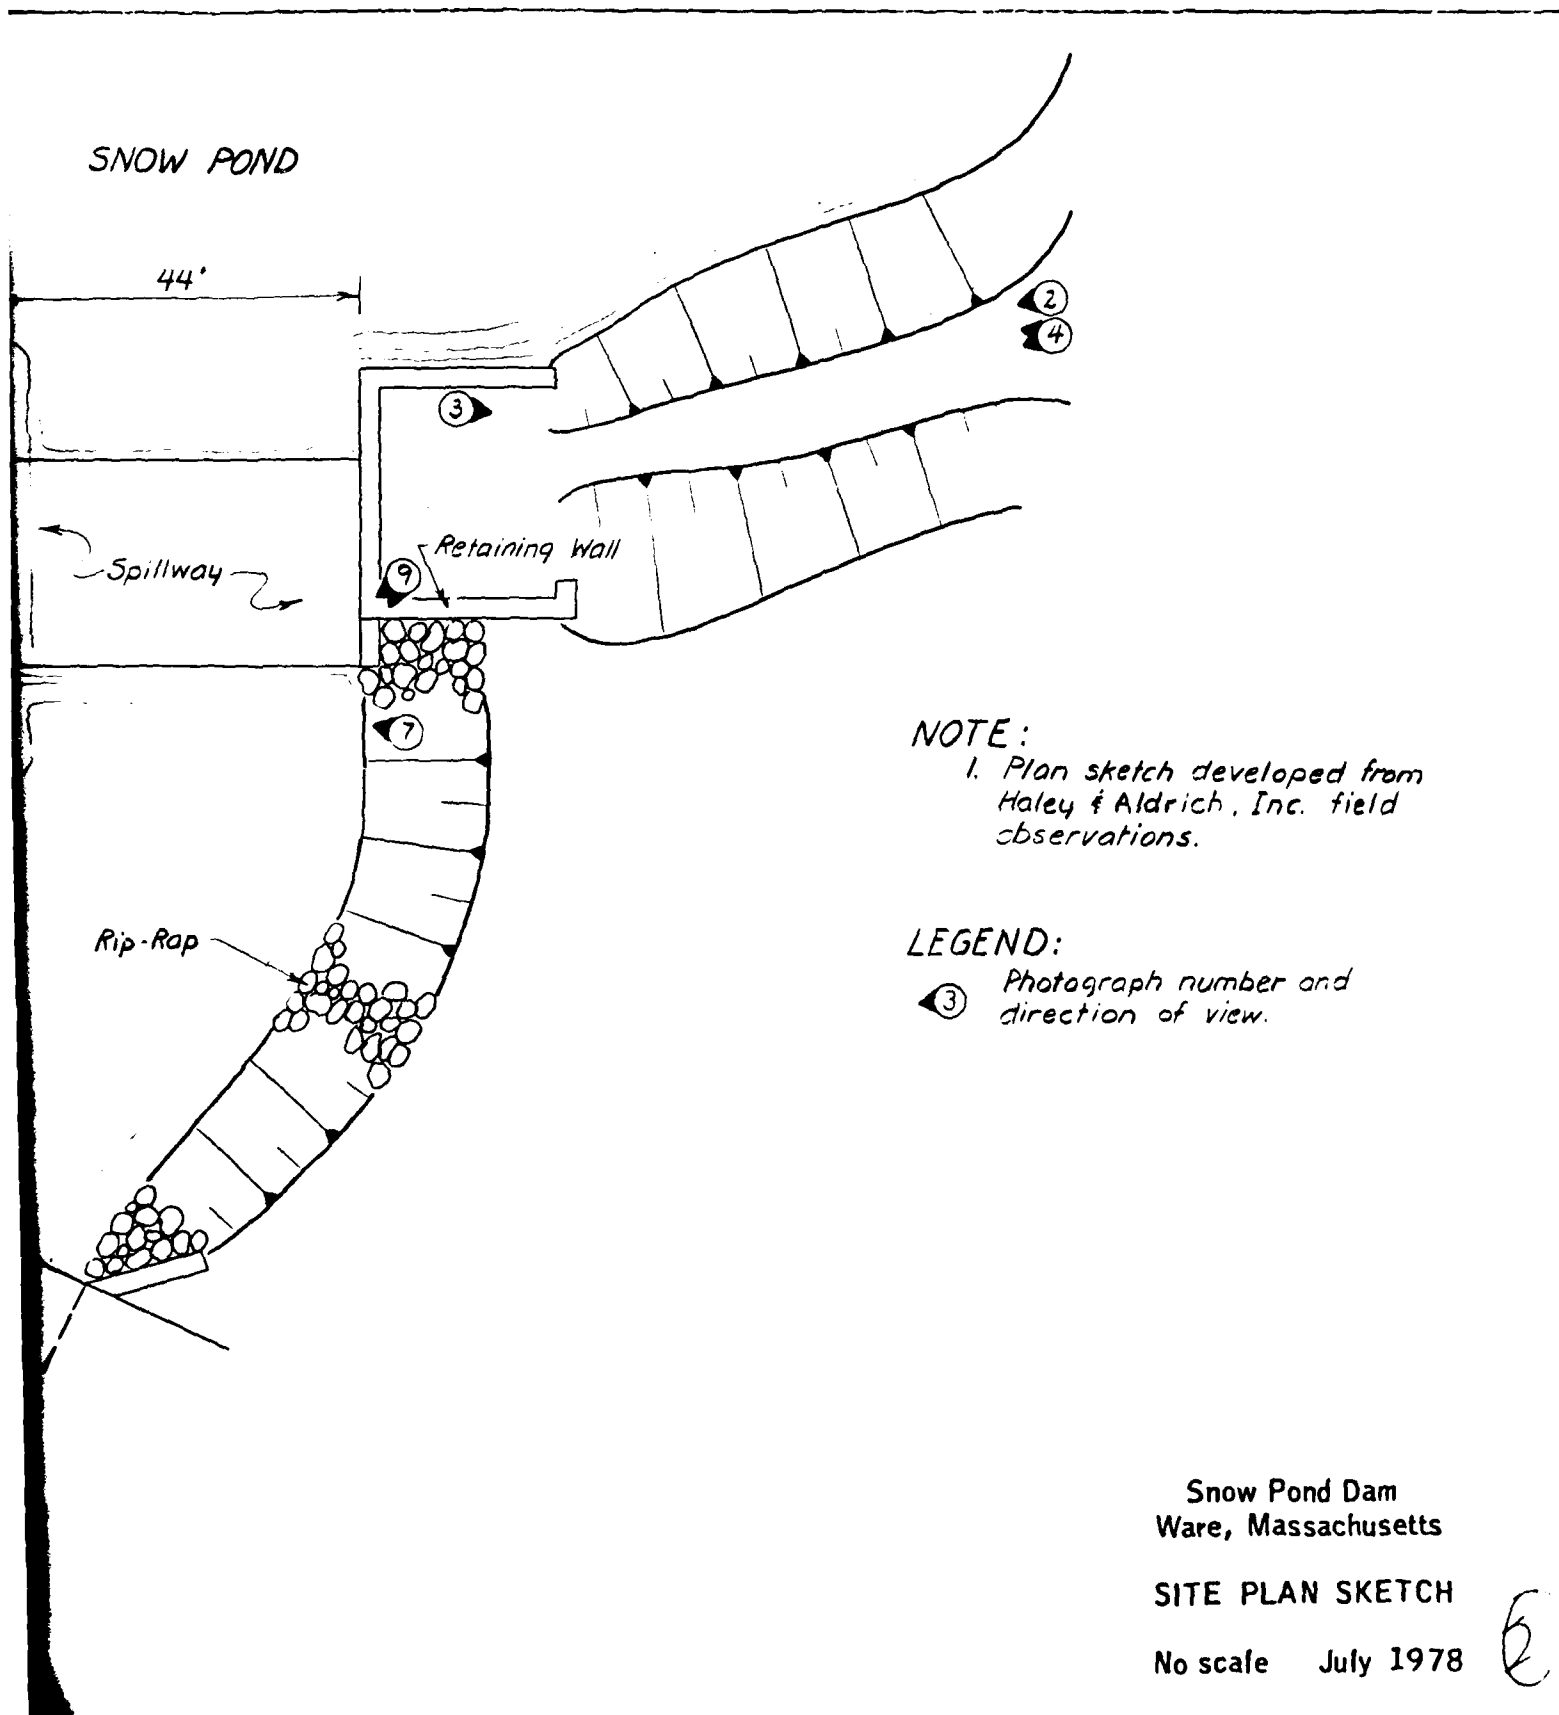 SNOW POND
44'
2
4
3
Retaining Wall
9
Spillway
7
NOTE:
1. Plan sketch developed from
Haley & Aldrich, Inc. field
observations.
Rip-Rap
LEGEND:
3 Photograph number and
direction of view.
Snow Pond Dam
Ware, Massachusetts
SITE PLAN SKETCH
No scale July 1978